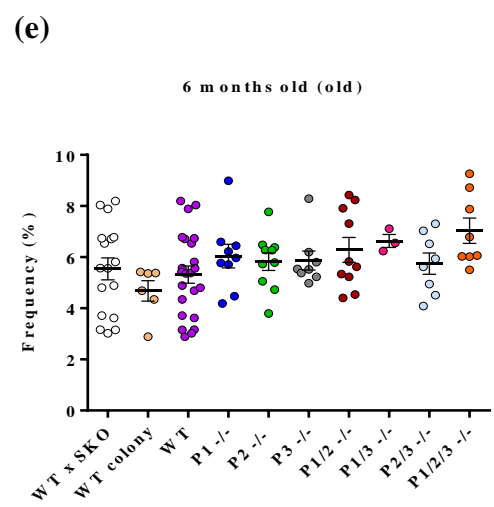 (e)
6 months old (old)
10
8
6
4
2
0
Frequency (%)
WT x SKO
WT colony
WT
P1 -/-
P2 -/-
P3 -/-
P1/2 -/-
P1/3 -/-
P2/3 -/-
P1/2/3 -/-